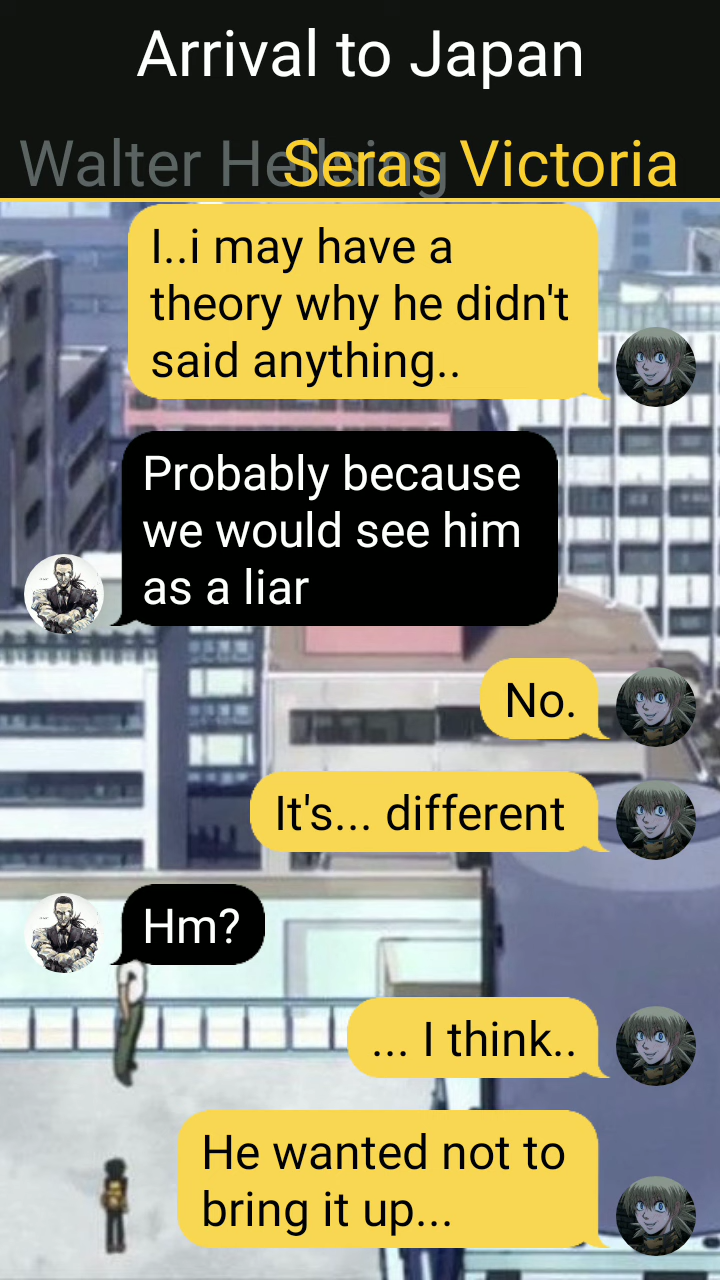 Arrival to Japan
Walter Hellsing Seras Victoria
I..i may have a
theory why he didn't
said anything..
Probably because
we would see him
as a liar
No.
It's... different
Hm?
... I think..
He wanted not to
bring it up...